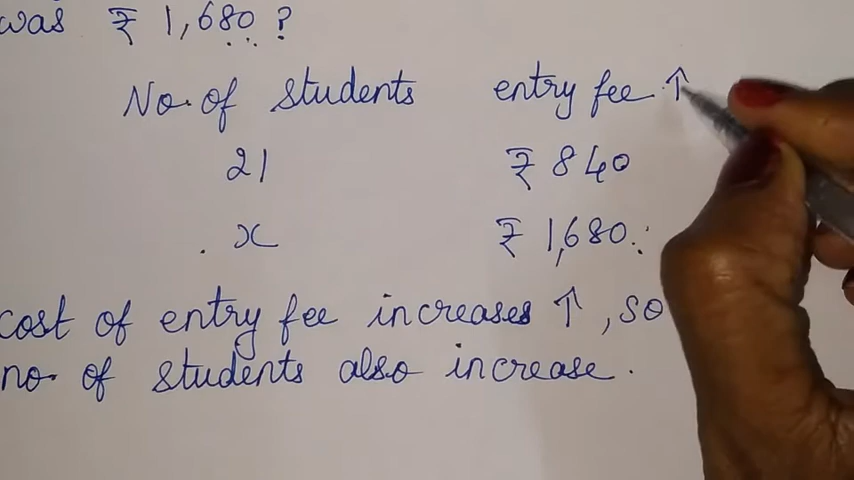 was ₹ 1,680 ?
No. of students entry fee ↑
21 ₹ 840
x ₹ 1,680
cost of entry fee increases ↑, so
no. of students also increase.